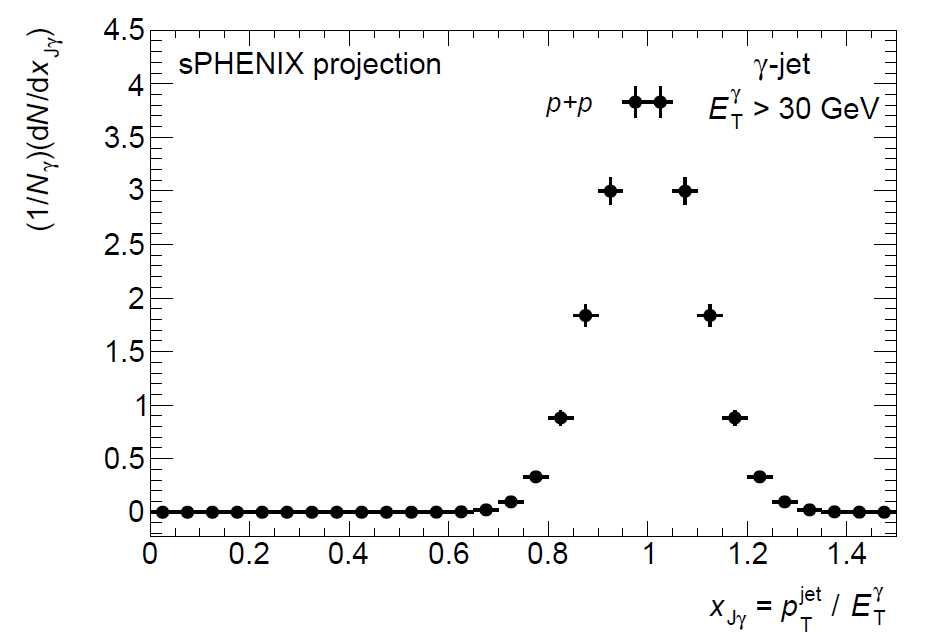 (1/Nγ)(dN/dxJγ)
4.5
4
3.5
3
2.5
2
1.5
1
0.5
0
sPHENIX projection
γ-jet
p+p
E_T^γ > 30 GeV
0 0.2 0.4 0.6 0.8 1 1.2 1.4
x_Jγ = p_T^jet / E_T^γ